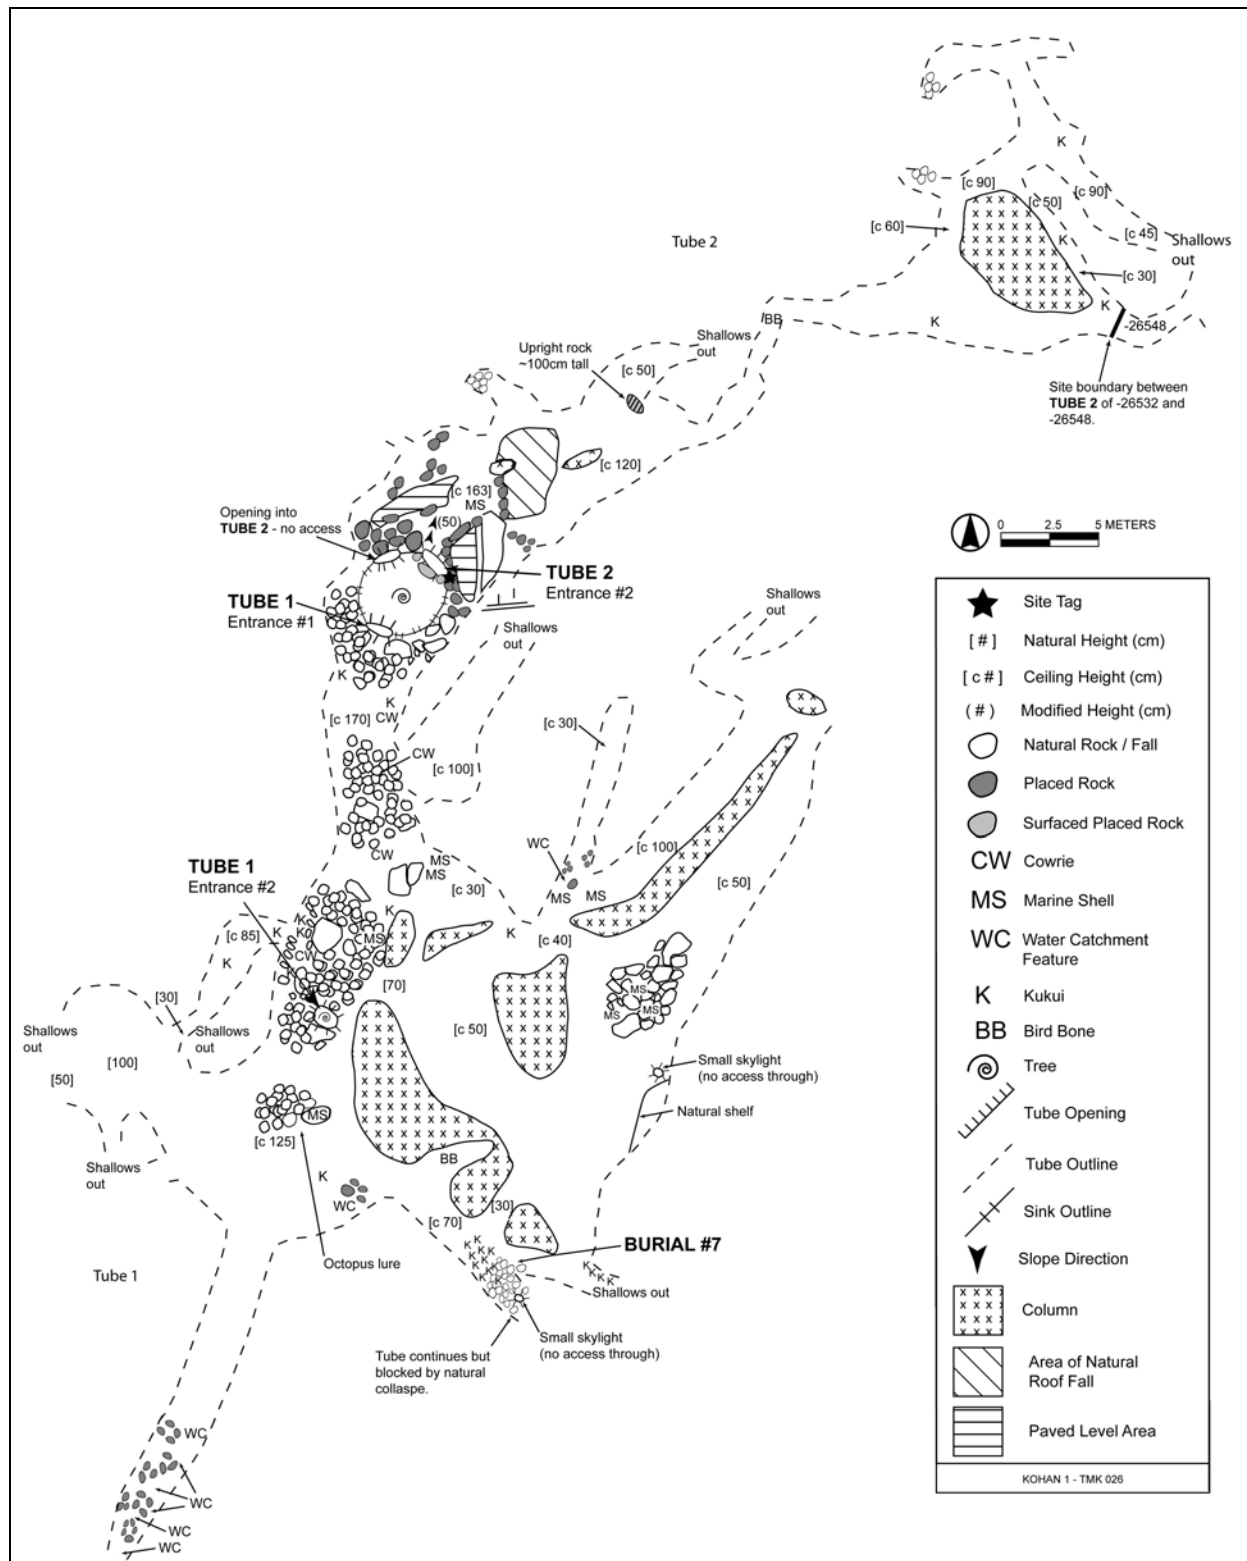 K
[c 90]
[c 50]
[c 90]
[c 60]
K
[c 45]
Shallows
out
[c 30]
K
-26548
K
Tube 2
BB
Site boundary between
TUBE 2 of -26532 and
-26548.
Shallows
out
Upright rock
~100cm tall
[c 50]
[c 120]
[c 163]
MS
(50)
Opening into
TUBE 2 - no access
TUBE 2
Entrance #2
TUBE 1
Entrance #1
Shallows
out
K
K
[c 170] CW
CW
[c 100]
CW
Shallows
out
[c 30]
[c 100]
[c 50]
WC
MS
MS
MS
MS
[c 30]
K
[c 40]
TUBE 1
Entrance #2
K
K
K
[c 85]
CW
K
K
MS
[70]
[30]
Shallows
out
Shallows
out
[100]
[50]
Shallows
out
[c 50]
MS
MS
MS
Small skylight
(no access through)
Natural shelf
MS
[c 125]
BB
K
WC
Octopus lure
[c 70]
[30]
BURIAL #7
K K K
K K K
K K
K K
K K
K K K K
Shallows out
Small skylight
(no access through)
Tube continues but
blocked by natural
collaspe.
Tube 1
WC
WC
WC
WC
0 2.5 5 METERS
Site Tag
[ # ] Natural Height (cm)
[ c # ] Ceiling Height (cm)
( # ) Modified Height (cm)
Natural Rock / Fall
Placed Rock
Surfaced Placed Rock
CW Cowrie
MS Marine Shell
WC Water Catchment
Feature
K Kukui
BB Bird Bone
Tree
Tube Opening
Tube Outline
Sink Outline
Slope Direction
Column
Area of Natural
Roof Fall
Paved Level Area
KOHAN 1 - TMK 026